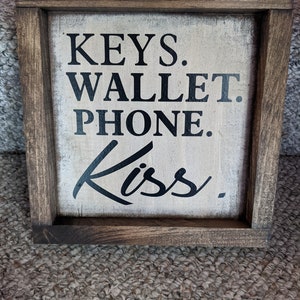 KEYS.
WALLET.
PHONE.
Kiss.